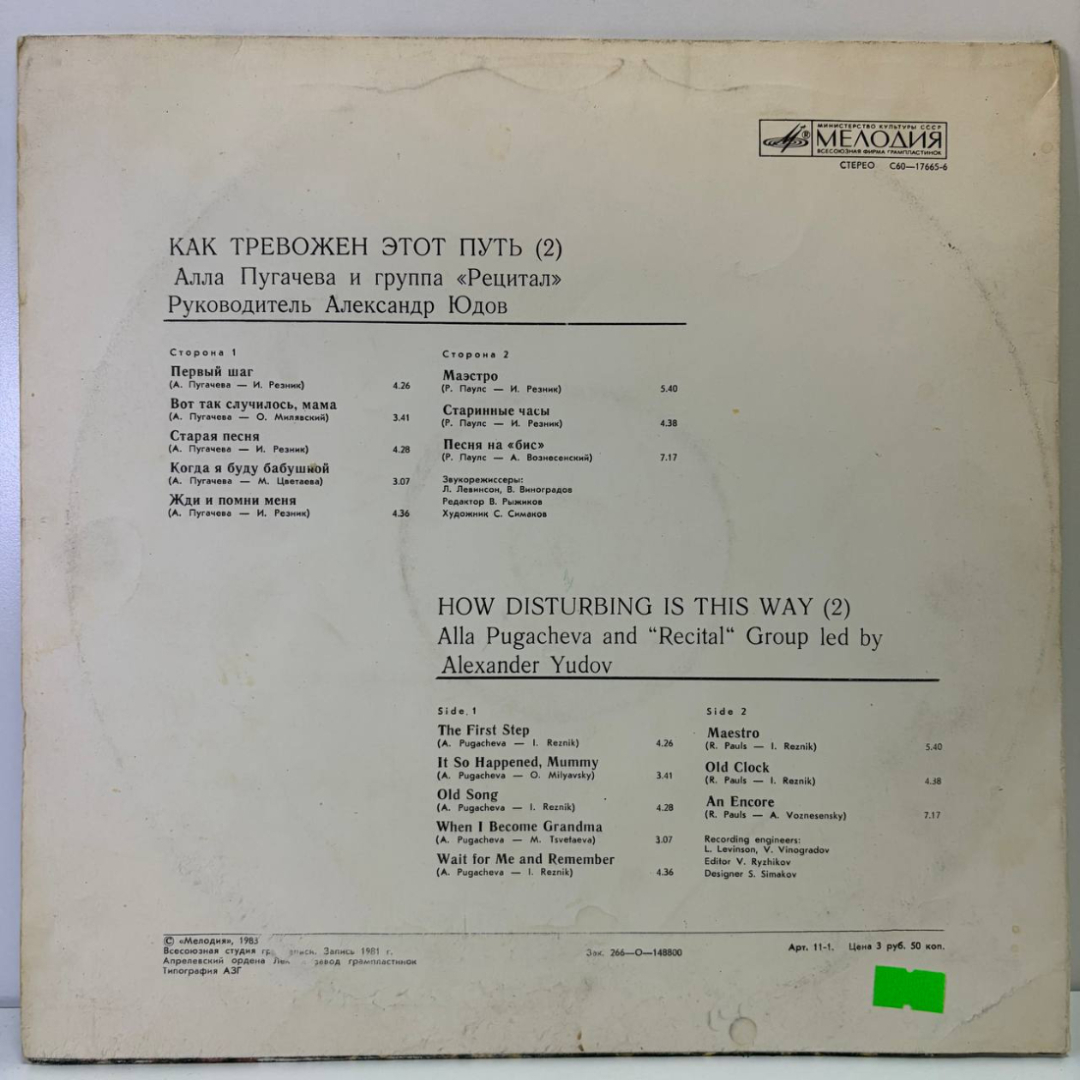 МИНИСТЕРСТВО КУЛЬТУРЫ СССР
МЕЛОДИЯ
ВСЕСОЮЗНАЯ ФИРМА ГРАМПЛАСТИНОК
СТЕРЕО С60—17665-6
КАК ТРЕВОЖЕН ЭТОТ ПУТЬ (2)
Алла Пугачева и группа «Рецитал»
Руководитель Александр Юдов
Сторона 1
Первый шаг
(А. Пугачева — И. Резник) 4.26
Вот так случилось, мама
(А. Пугачева — О. Милявский) 3.41
Старая песня
(А. Пугачева — И. Резник) 4.28
Когда я буду бабушкой
(А. Пугачева — М. Цветаева) 3.07
Жди и помни меня
(А. Пугачева — И. Резник) 4.36
Сторона 2
Маэстро
(Р. Паулс — И. Резник) 5.40
Старинные часы
(Р. Паулс — И. Резник) 4.38
Песня на «бис»
(Р. Паулс — А. Вознесенский) 7.17
Звукорежиссеры:
Л. Левинсон, В. Виноградов
Редактор В. Рыжиков
Художник С. Симаков
HOW DISTURBING IS THIS WAY (2)
Alla Pugacheva and “Recital“ Group led by
Alexander Yudov
Side 1
The First Step
(A. Pugacheva — I. Reznik) 4.26
It So Happened, Mummy
(A. Pugacheva — O. Milyavsky) 3.41
Old Song
(A. Pugacheva — I. Reznik) 4.28
When I Become Grandma
(A. Pugacheva — M. Tsvetaeva) 3.07
Wait for Me and Remember
(A. Pugacheva — I. Reznik) 4.36
Side 2
Maestro
(R. Pauls — I. Reznik) 5.40
Old Clock
(R. Pauls — I. Reznik) 4.38
An Encore
(R. Pauls — A. Voznesensky) 7.17
Recording engineers:
L. Levinson, V. Vinogradov
Editor V. Ryzhikov
Designer S. Simakov
© «Мелодия», 1983
Всесоюзная студия Запись 1981 г.
Апрелевский ордена завод грампластинок
Типография АЗГ
Зак. 266—О—148800
Арт. 11-1. Цена 3 руб. 50 коп.